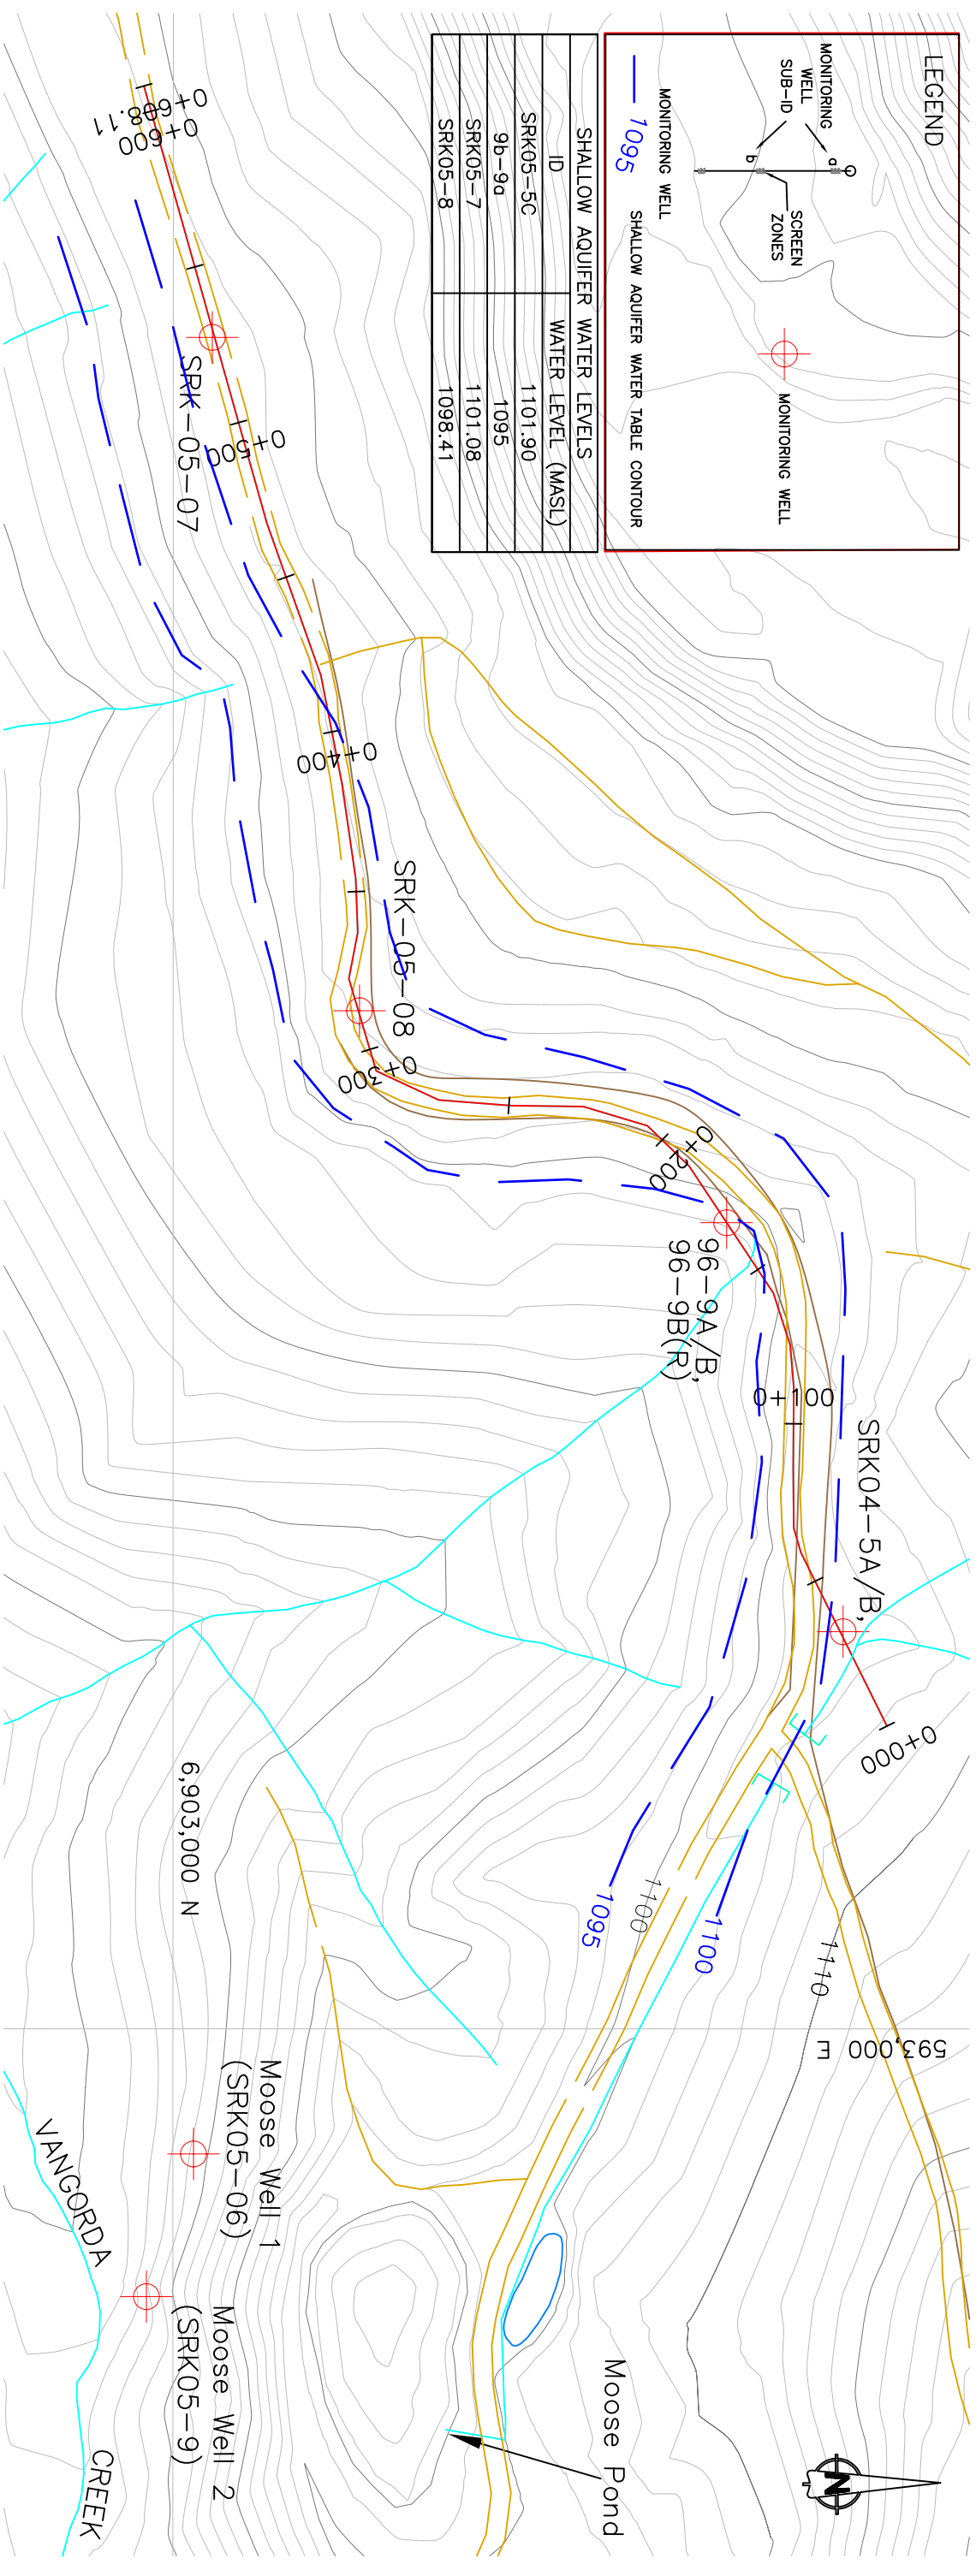 LEGEND
MONITORING
WELL
SUB-ID
a
b
SCREEN
ZONES
MONITORING WELL
MONITORING WELL
1095
SHALLOW AQUIFER WATER TABLE CONTOUR
SHALLOW AQUIFER WATER LEVELS
ID WATER LEVEL (MASL)
SRK05-5C 1101.90
9b-9a 1095
SRK05-7 1101.08
SRK05-8 1098.41
0+608.11
0+600
SRK-05-07
0+500
0+400
SRK-05-08
0+300
0+200
96-9A/B,
96-9B(R)
0+100
SRK04-5A/B,
0+000
6,903,000 N
1095
1100
1100
1110
593,000 E
Moose Well 1
(SRK05-06)
Moose Well 2
(SRK05-9)
Moose Pond
VANGORDA
CREEK
N